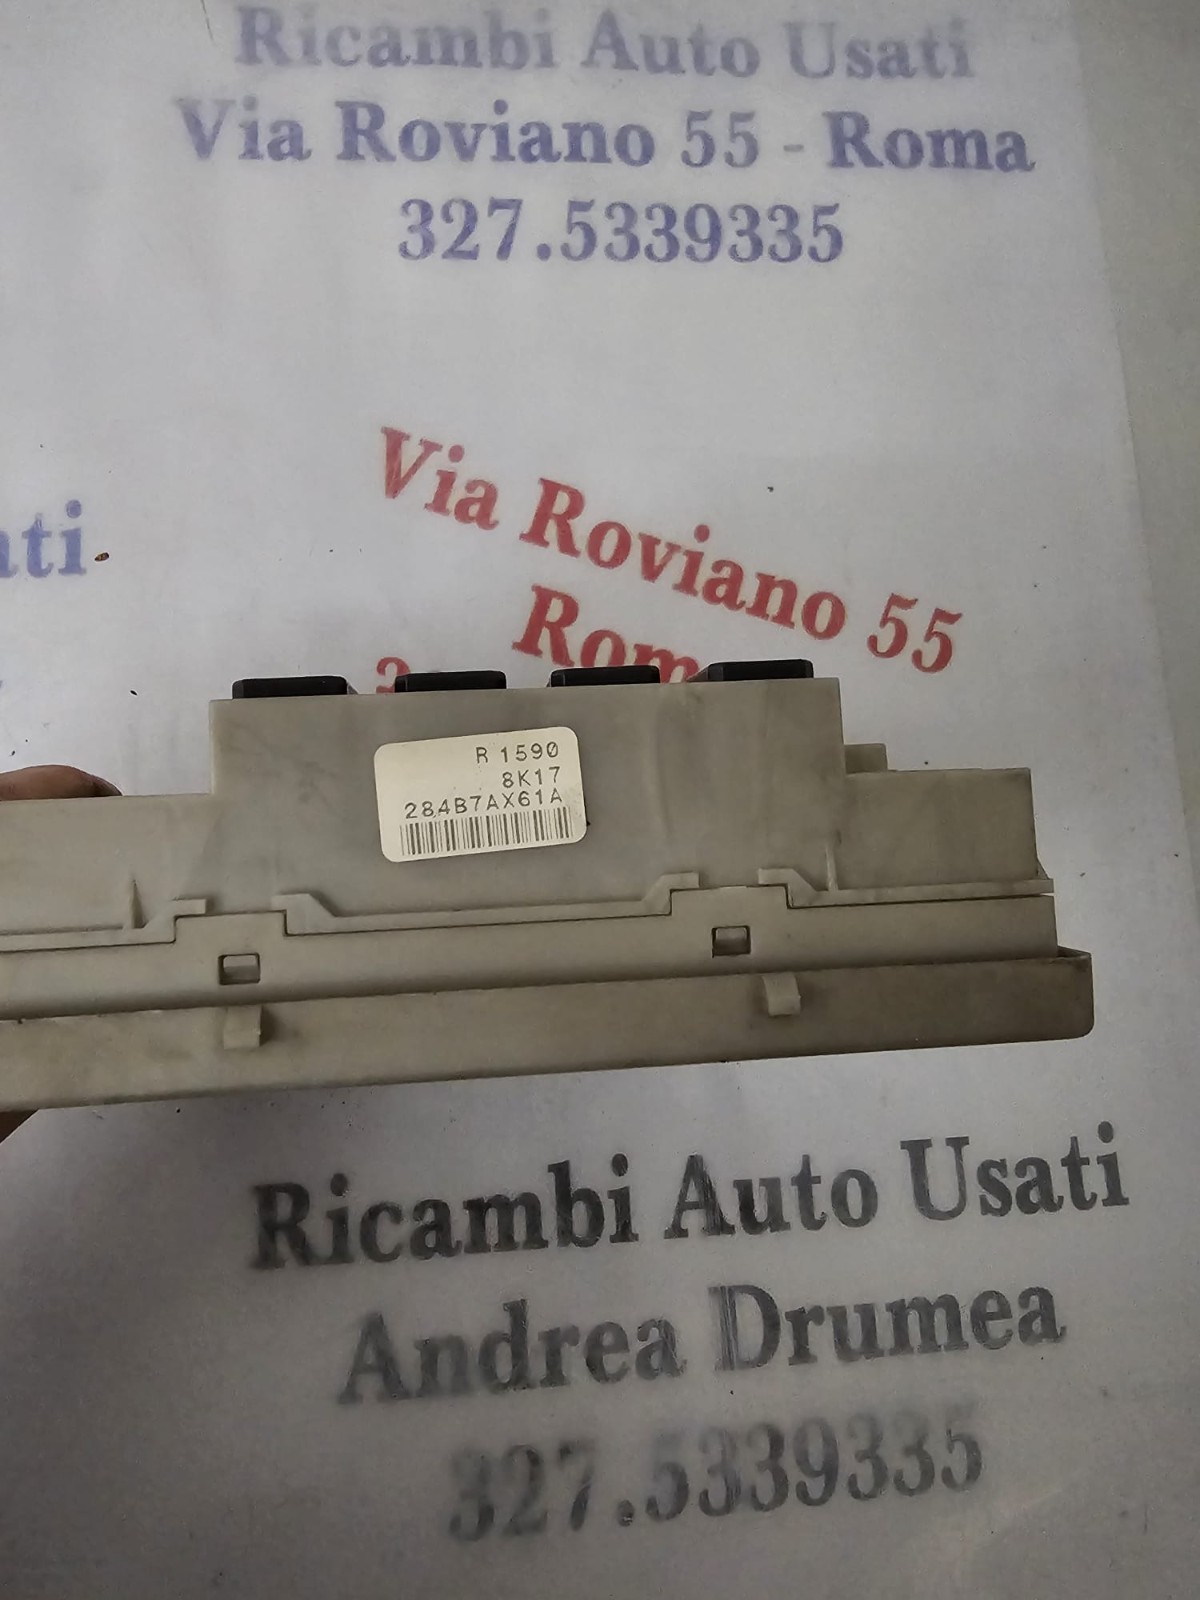 Ricambi Auto Usati
Via Roviano 55 - Roma
327.5339335
Via Roviano 55
R 1590
8K17
284B7AX61A
Ricambi Auto Usati
Andrea Drumea
327.5339335